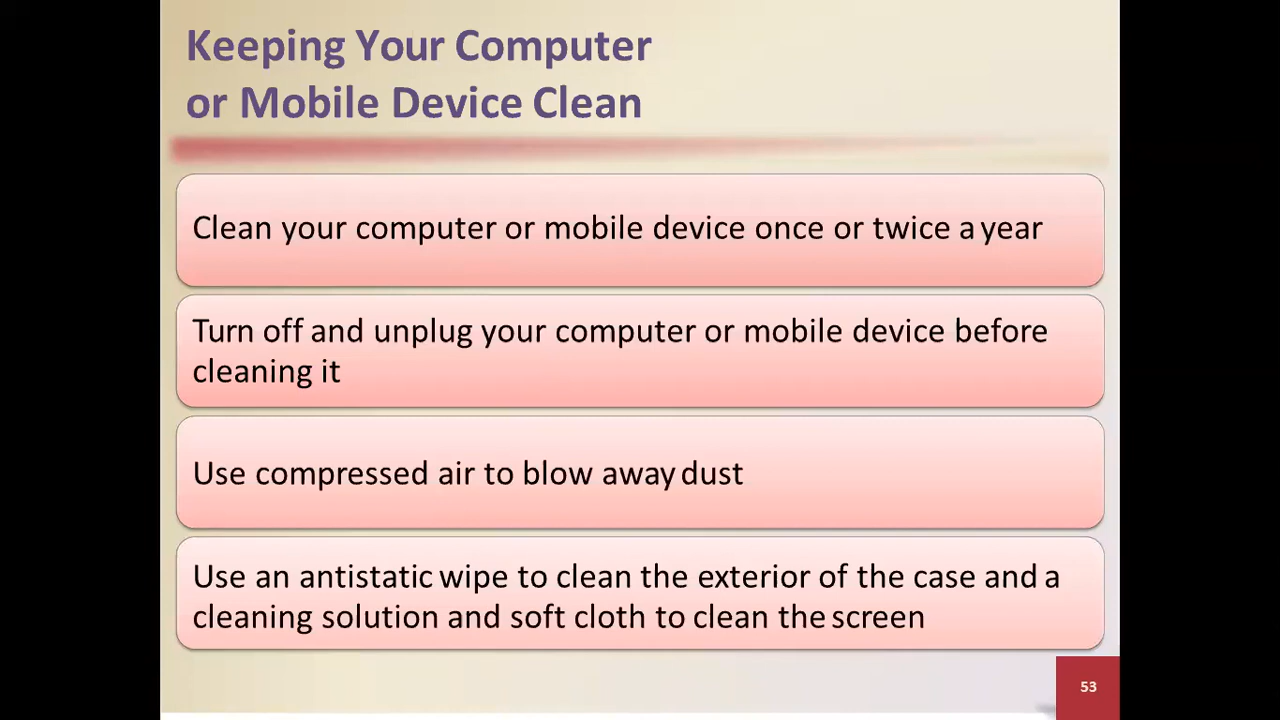 Keeping Your Computer
or Mobile Device Clean
Clean your computer or mobile device once or twice a year
Turn off and unplug your computer or mobile device before
cleaning it
Use compressed air to blow away dust
Use an antistatic wipe to clean the exterior of the case and a
cleaning solution and soft cloth to clean the screen
53